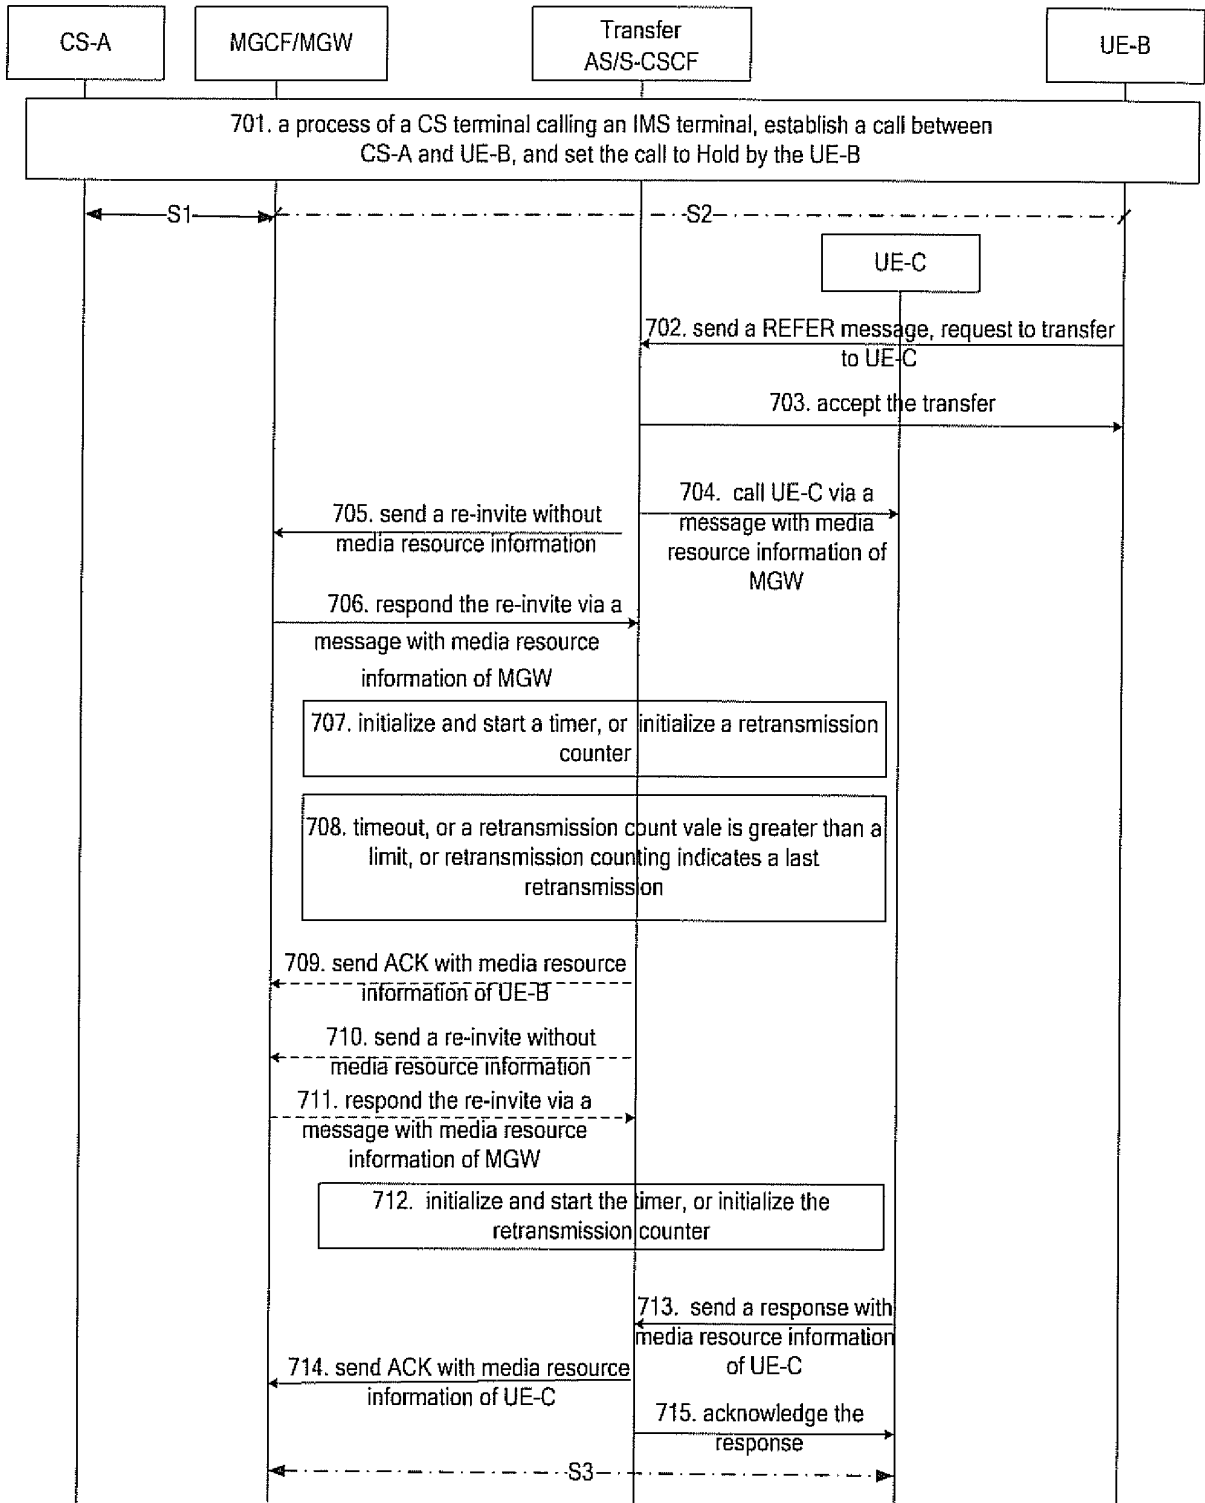 CS-A
MGCF/MGW
Transfer
AS/S-CSCF
UE-B
701. a process of a CS terminal calling an IMS terminal, establish a call between
CS-A and UE-B, and set the call to Hold by the UE-B
S1
S2
UE-C
702. send a REFER message, request to transfer
to UE-C
703. accept the transfer
704. call UE-C via a
message with media
resource information of
MGW
705. send a re-invite without
media resource information
706. respond the re-invite via a
message with media resource
information of MGW
707. initialize and start a timer, or initialize a retransmission
counter
708. timeout, or a retransmission count vale is greater than a
limit, or retransmission counting indicates a last
retransmission
709. send ACK with media resource
information of UE-B
710. send a re-invite without
media resource information
711. respond the re-invite via a
message with media resource
information of MGW
712. initialize and start the timer, or initialize the
retransmission counter
713. send a response with
media resource information
of UE-C
714. send ACK with media resource
information of UE-C
715. acknowledge the
response
S3